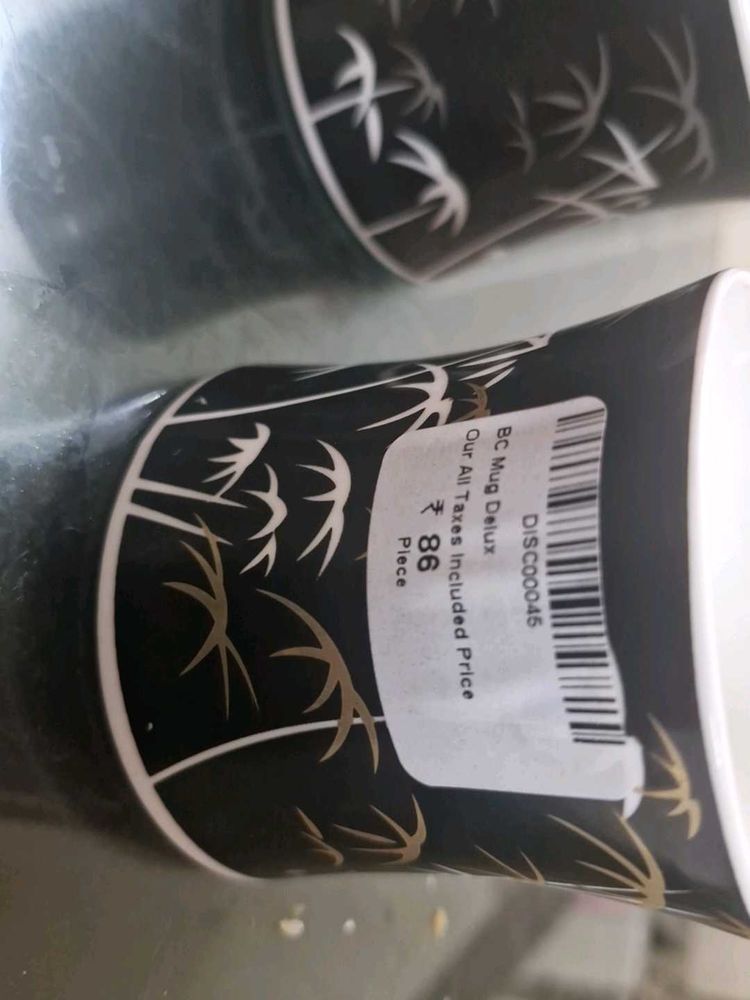 DISC00045
BC Mug Delux
Our All Taxes Included Price
₹ 86
Piece